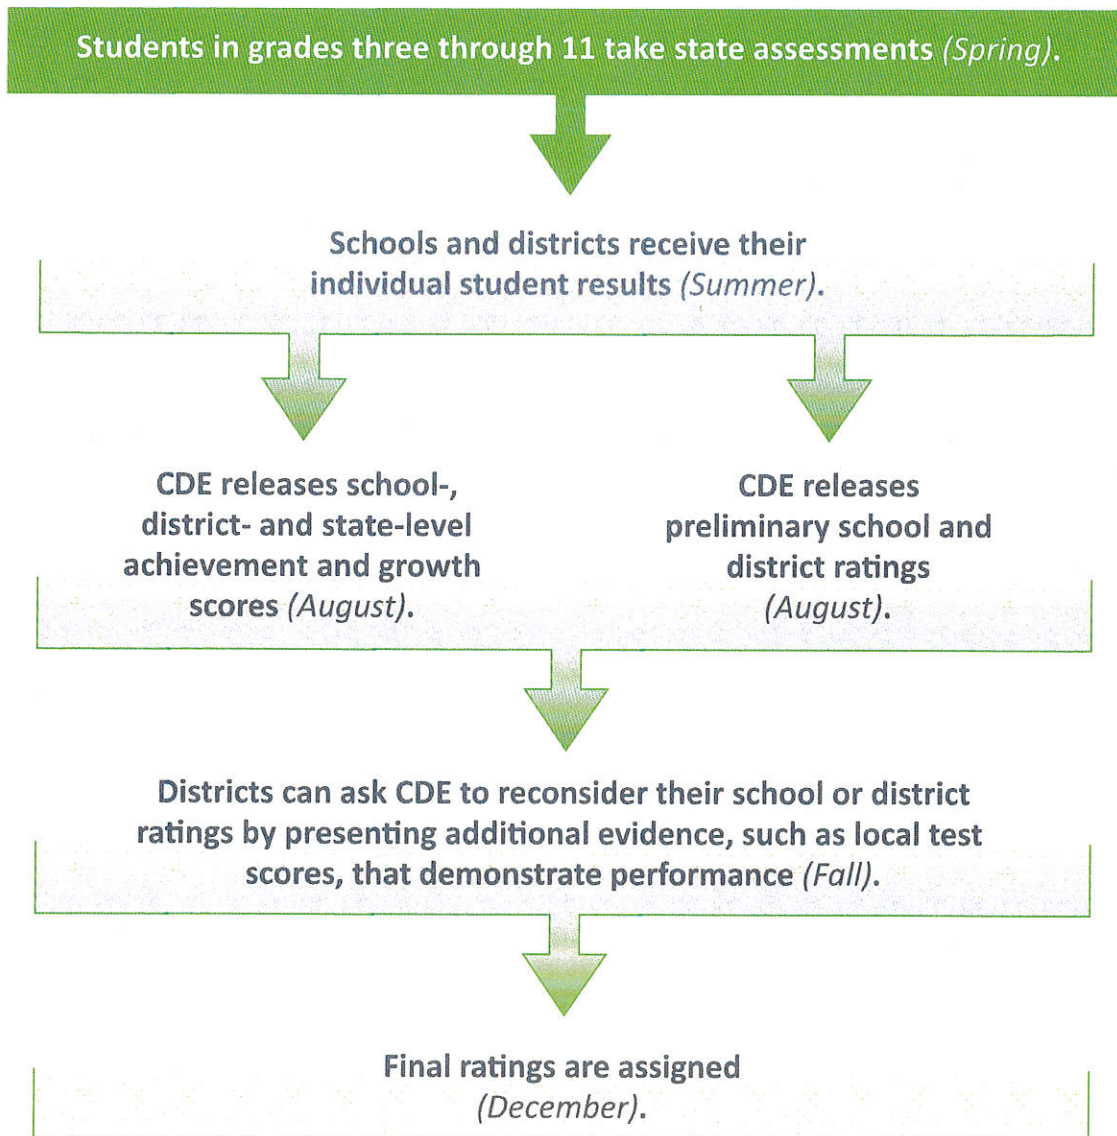 Students in grades three through 11 take state assessments (Spring).
Schools and districts receive their
individual student results (Summer).
CDE releases school-,
district- and state-level
achievement and growth
scores (August).
CDE releases
preliminary school and
district ratings
(August).
Districts can ask CDE to reconsider their school or district
ratings by presenting additional evidence, such as local test
scores, that demonstrate performance (Fall).
Final ratings are assigned
(December).